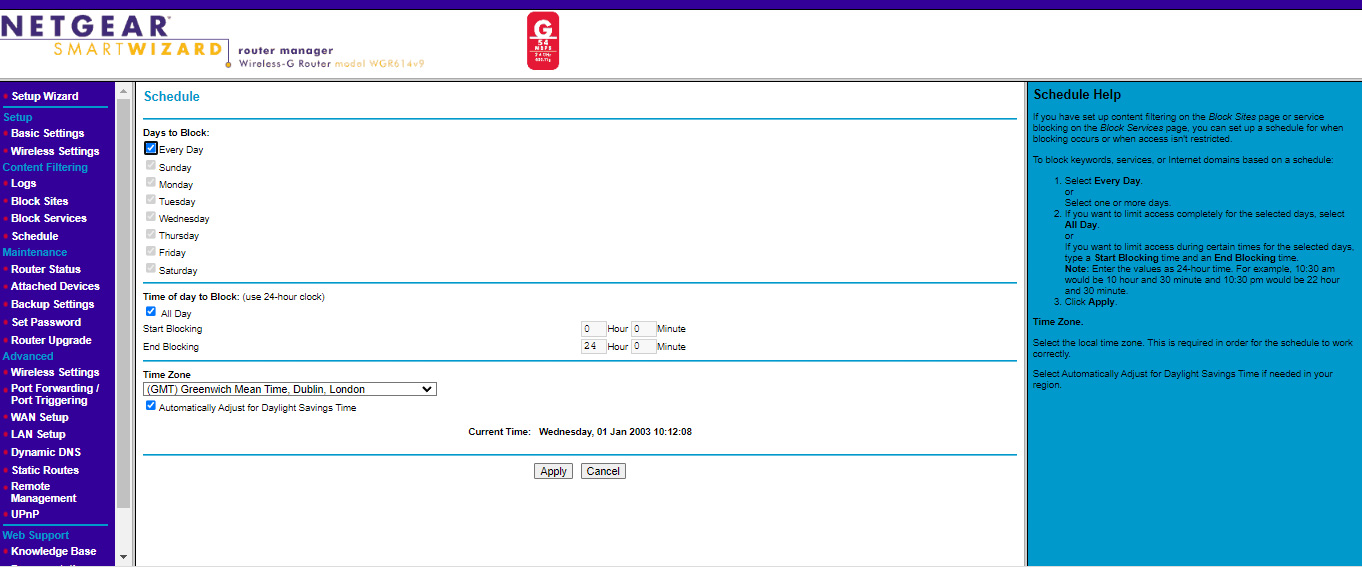 NETGEAR
SMARTWIZARD
router manager
Wireless-G Router model WGR614v9
G
54
MBPS
2.4 GHz
802.11g
Setup Wizard
Setup
Basic Settings
Wireless Settings
Content Filtering
Logs
Block Sites
Block Services
Schedule
Maintenance
Router Status
Attached Devices
Backup Settings
Set Password
Router Upgrade
Advanced
Wireless Settings
Port Forwarding /
Port Triggering
WAN Setup
LAN Setup
Dynamic DNS
Static Routes
Remote
Management
UPnP
Web Support
Knowledge Base
Schedule
Days to Block:
Every Day
Sunday
Monday
Tuesday
Wednesday
Thursday
Friday
Saturday
Time of day to Block: (use 24-hour clock)
All Day
Start Blocking 0 Hour 0 Minute
End Blocking 24 Hour 0 Minute
Time Zone
(GMT) Greenwich Mean Time, Dublin, London
Automatically Adjust for Daylight Savings Time
Current Time: Wednesday, 01 Jan 2003 10:12:08
Apply Cancel
Schedule Help
If you have set up content filtering on the Block Sites page or service
blocking on the Block Services page, you can set up a schedule for when
blocking occurs or when access isn't restricted.
To block keywords, services, or Internet domains based on a schedule:
1. Select Every Day.
or
Select one or more days.
2. If you want to limit access completely for the selected days, select
All Day.
or
If you want to limit access during certain times for the selected days,
type a Start Blocking time and an End Blocking time.
Note: Enter the values as 24-hour time. For example, 10:30 am
would be 10 hour and 30 minute and 10:30 pm would be 22 hour
and 30 minute.
3. Click Apply.
Time Zone.
Select the local time zone. This is required in order for the schedule to work
correctly.
Select Automatically Adjust for Daylight Savings Time if needed in your
region.